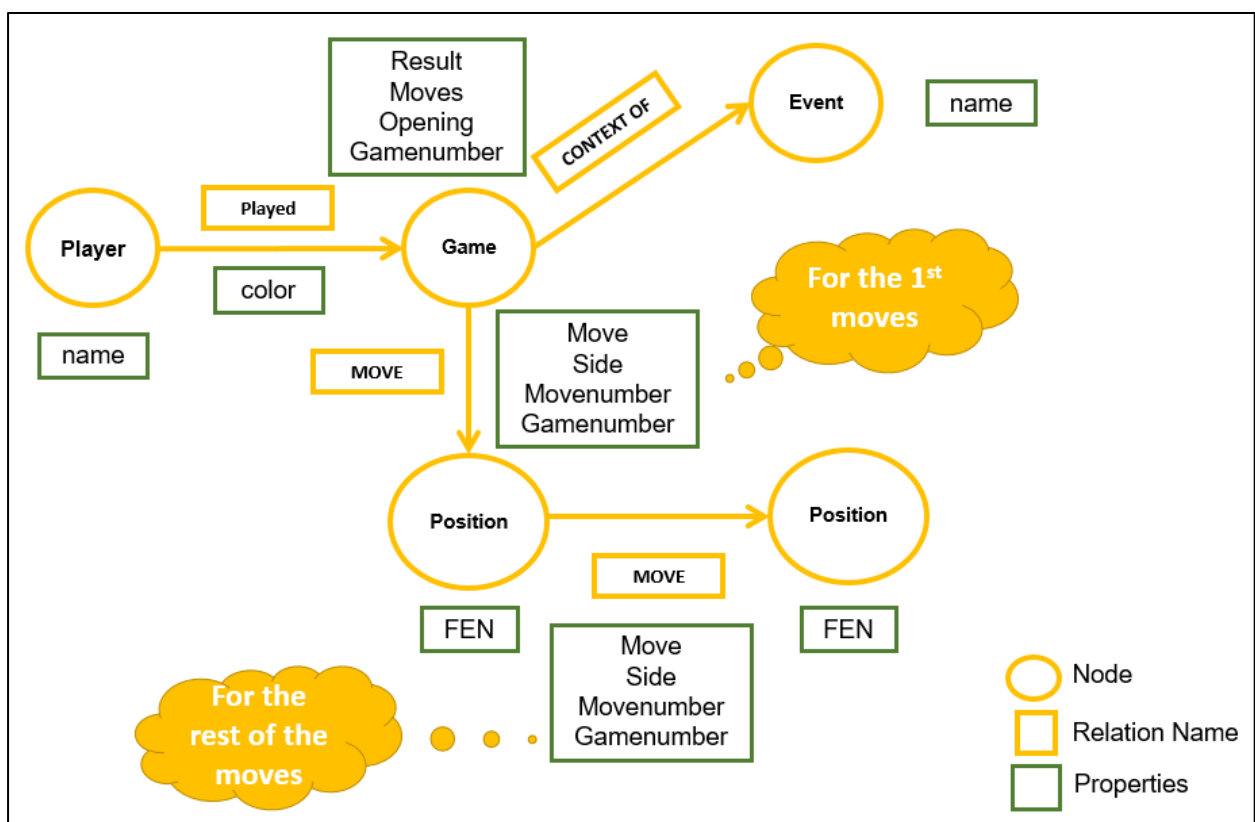 Result
Moves
Opening
Gamenumber
CONTEXT OF
Event
name
Played
Player
Game
color
name
For the 1st
moves
Move
Side
Movenumber
Gamenumber
MOVE
Position
Position
MOVE
FEN
FEN
Move
Side
Movenumber
Gamenumber
For the
rest of the
moves
Node
Relation Name
Properties